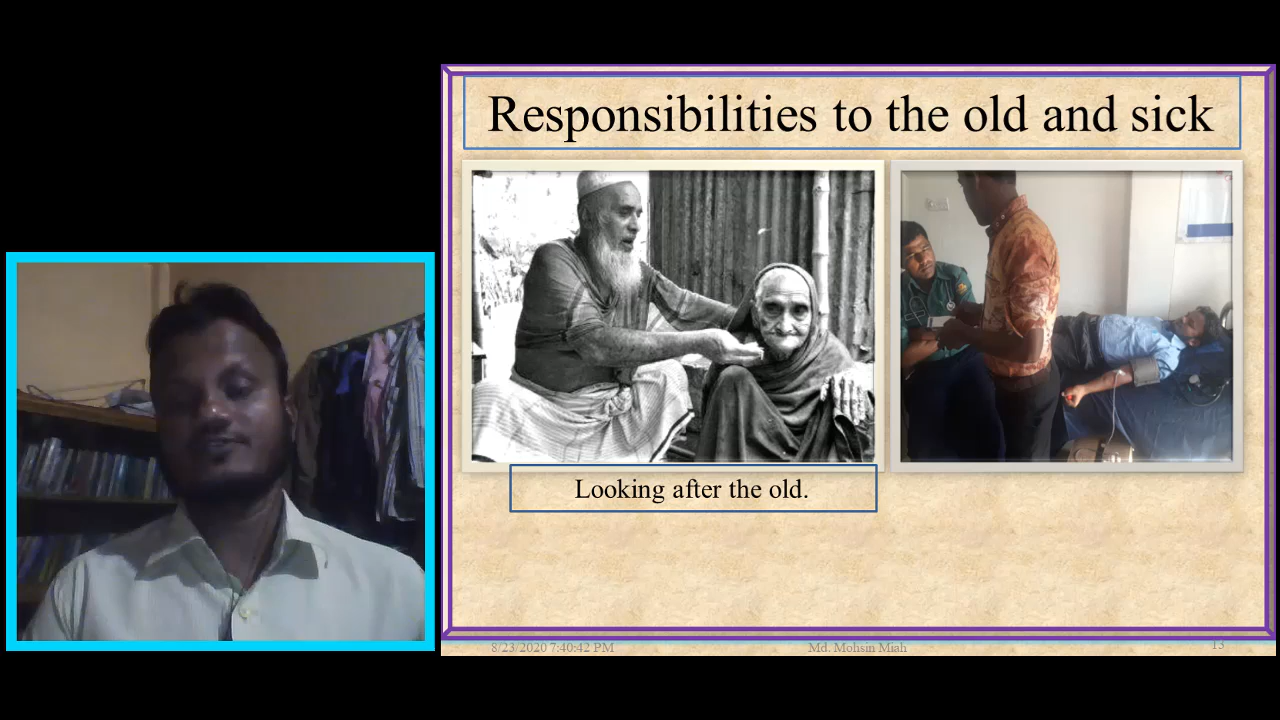 Responsibilities to the old and sick
Looking after the old.
8/23/2020 7:40:42 PM
Md. Mohsin Miah
13